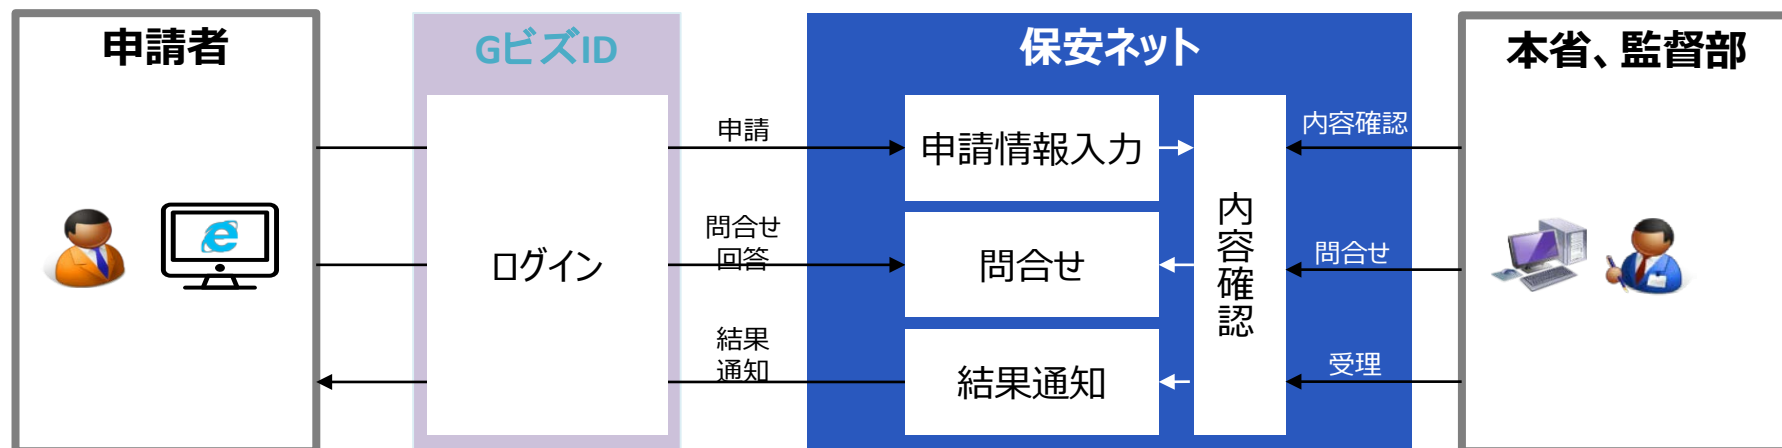 申請者
GビズID
保安ネット
本省、監督部
ログイン
申請
問合せ
回答
結果
通知
申請情報入力
問合せ
結果通知
内容確認
内容確認
問合せ
受理